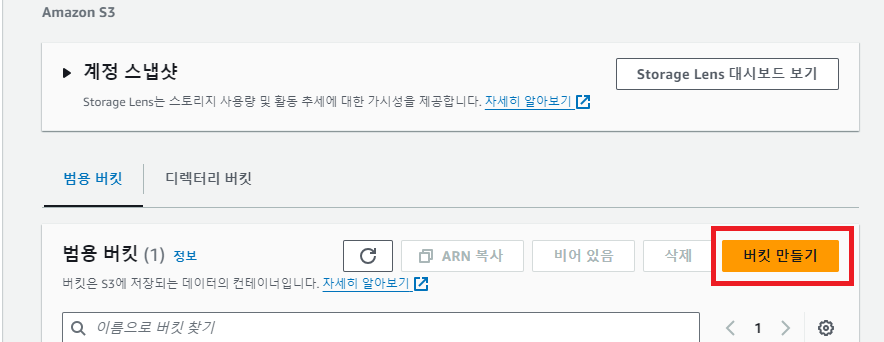 Amazon S3
계정 스냅샷
Storage Lens 대시보드 보기
Storage Lens는 스토리지 사용량 및 활동 추세에 대한 가시성을 제공합니다. 자세히 알아보기
범용 버킷 디렉터리 버킷
범용 버킷 (1) 정보 ARN 복사 비어 있음 삭제 버킷 만들기
버킷은 S3에 저장되는 데이터의 컨테이너입니다. 자세히 알아보기
이름으로 버킷 찾기 1